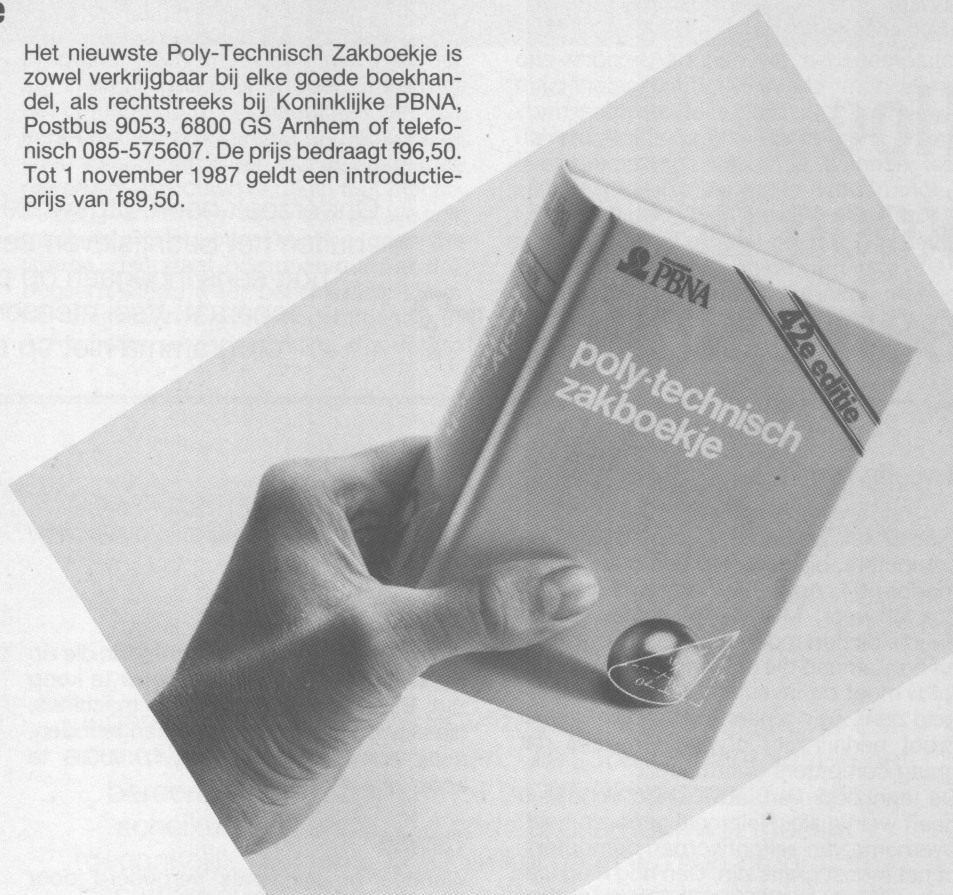 e
Het nieuwste Poly-Technisch Zakboekje is
zowel verkrijgbaar bij elke goede boekhan-
del, als rechtstreeks bij Koninklijke PBNA,
Postbus 9053, 6800 GS Arnhem of telefo-
nisch 085-575607. De prijs bedraagt f96,50.
Tot 1 november 1987 geldt een introductie-
prijs van f89,50.
PBNA
42e editie
poly-technisch
zakboekje